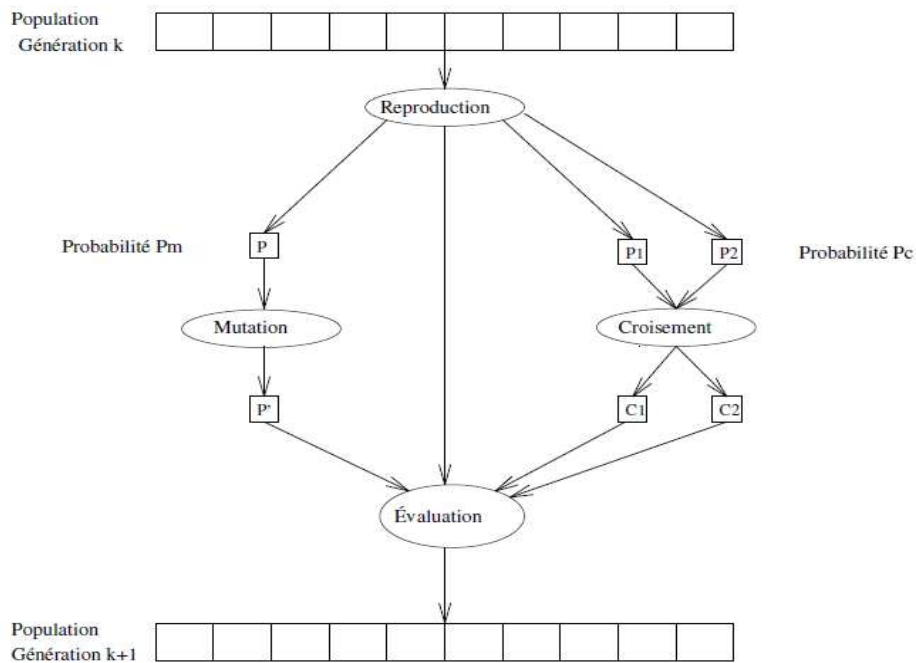 Population
Génération k
Reproduction
Probabilité Pm
P
P1
P2
Probabilité Pc
Mutation
Croisement
P'
C1
C2
Évaluation
Population
Génération k+1